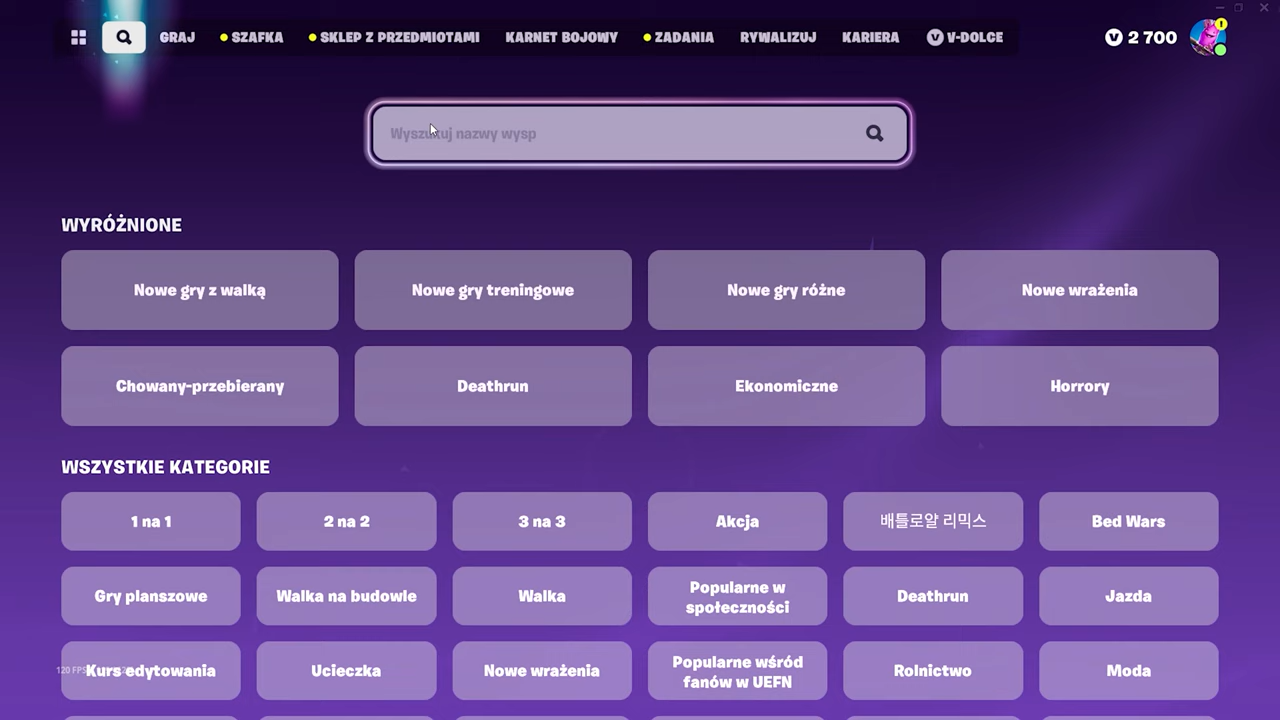 GRAJ
SZAFKA
SKLEP Z PRZEDMIOTAMI
KARNET BOJOWY
ZADANIA
RYWALIZUJ
KARIERA
V-DOLCE
2 700
Wyszukuj nazwy wysp
WYRÓŻNIONE
Nowe gry z walką
Nowe gry treningowe
Nowe gry różne
Nowe wrażenia
Chowany-przebierany
Deathrun
Ekonomiczne
Horrory
WSZYSTKIE KATEGORIE
1 na 1
2 na 2
3 na 3
Akcja
배틀로얄 리믹스
Bed Wars
Gry planszowe
Walka na budowle
Walka
Popularne w
społeczności
Deathrun
Jazda
120 FPS
Kurs edytowania
Ucieczka
Nowe wrażenia
Popularne wśród
fanów w UEFN
Rolnictwo
Moda